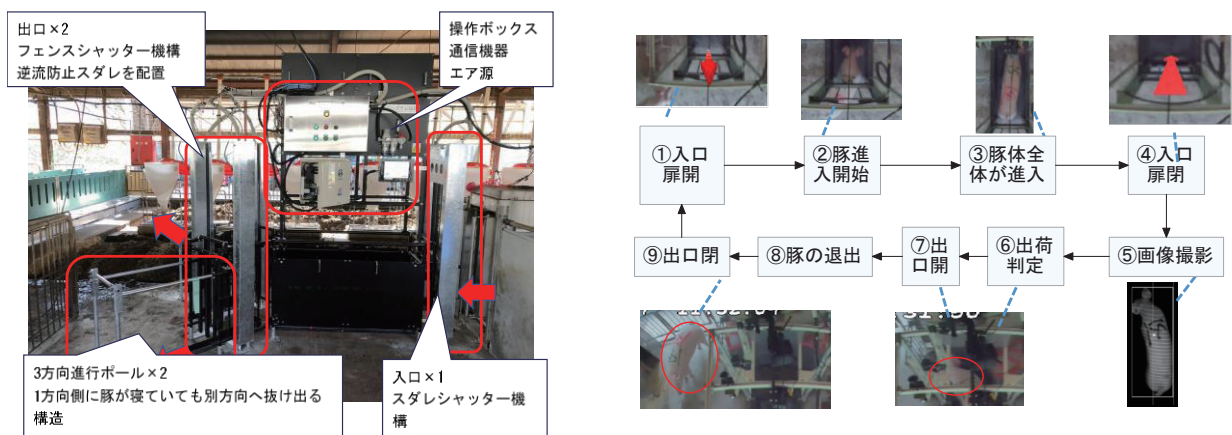 出口×2
フェンスシャッター機構
逆流防止スダレを配置
操作ボックス
通信機器
エア源
3方向進行ポール×2
1方向側に豚が寝ていても別方向へ抜け出る
構造
入口×1
スダレシャッター機
構
①入口
扉開
②豚進
入開始
③豚体全
体が進入
④入口
扉閉
⑤画像撮影
⑥出荷
判定
⑦出
口開
⑧豚の退出
⑨出口閉